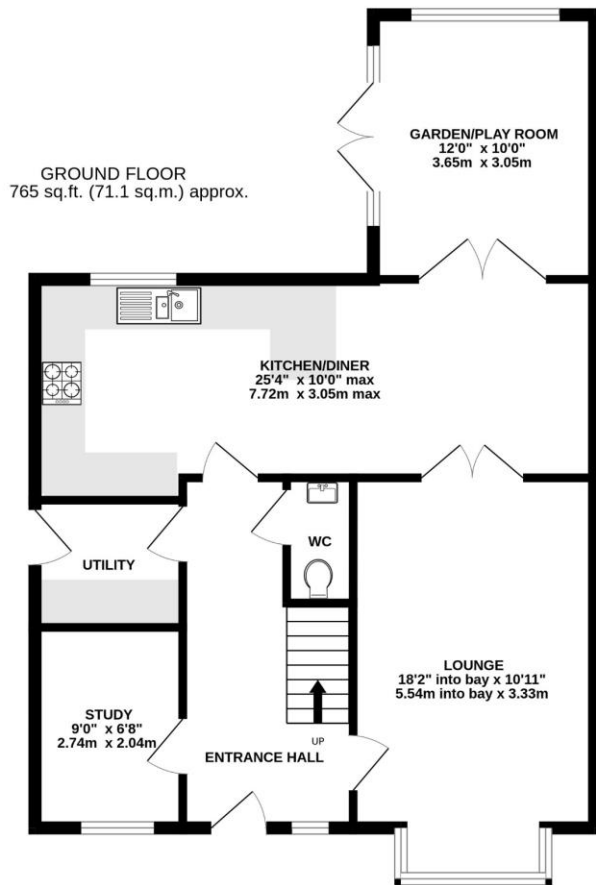 GROUND FLOOR
765 sq.ft. (71.1 sq.m.) approx.
GARDEN/PLAY ROOM
12'0" x 10'0"
3.65m x 3.05m
KITCHEN/DINER
25'4" x 10'0" max
7.72m x 3.05m max
UTILITY
WC
LOUNGE
18'2" into bay x 10'11"
5.54m into bay x 3.33m
STUDY
9'0" x 6'8"
2.74m x 2.04m
UP
ENTRANCE HALL